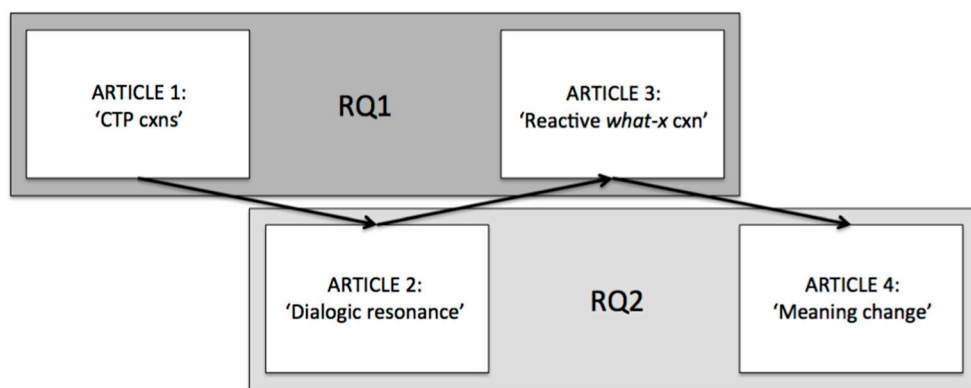 ARTICLE 1:
‘CTP cxns’
RQ1
ARTICLE 3:
‘Reactive what-x cxn’
ARTICLE 2:
‘Dialogic resonance’
RQ2
ARTICLE 4:
‘Meaning change’